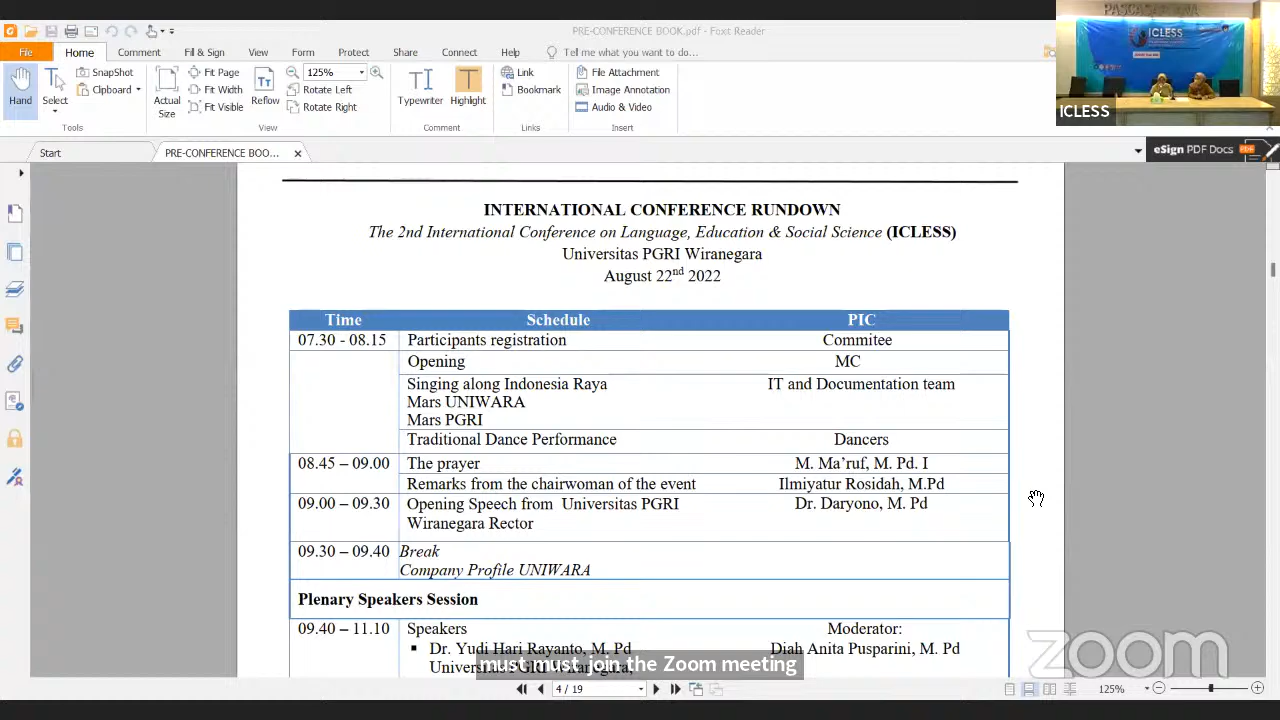 PRE-CONFERENCE BOOK.pdf - Foxit Reader
File Home Comment Fill & Sign View Form Protect Share Connect Help Tell me what you want to do...
Hand
Select
SnapShot
Clipboard
Tools
Actual
Size
Fit Page
Fit Width
Fit Visible
Reflow
125%
Rotate Left
Rotate Right
View
Typewriter
Highlight
Comment
Link
Bookmark
Links
File Attachment
Image Annotation
Audio & Video
Insert
ICLESS
ICLESS
Start
PRE-CONFERENCE BOO...
eSign PDF Docs
INTERNATIONAL CONFERENCE RUNDOWN
The 2nd International Conference on Language, Education & Social Science (ICLESS)
Universitas PGRI Wiranegara
August 22nd 2022
Time Schedule PIC
07.30 - 08.15 Participants registration Commitee
Opening MC
Singing along Indonesia Raya IT and Documentation team
Mars UNIWARA
Mars PGRI
Traditional Dance Performance Dancers
08.45 – 09.00 The prayer M. Ma’ruf, M. Pd. I
Remarks from the chairwoman of the event Ilmiyatur Rosidah, M.Pd
09.00 – 09.30 Opening Speech from Universitas PGRI Dr. Daryono, M. Pd
Wiranegara Rector
09.30 – 09.40 Break
Company Profile UNIWARA
Plenary Speakers Session
09.40 – 11.10 Speakers Moderator:
▪ Dr. Yudi Hari Rayanto, M. Pd Diah Anita Pusparini, M. Pd
must must join the Zoom meeting
zoom
4 / 19
125%